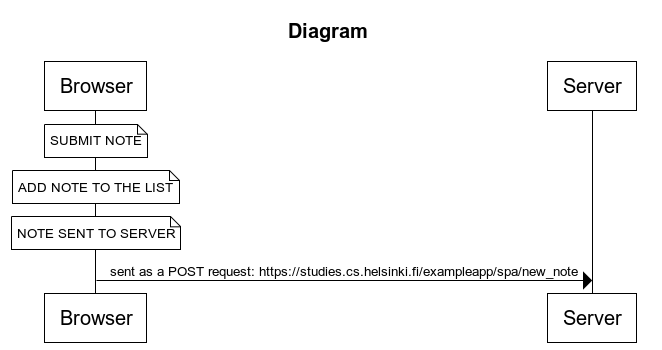 Diagram
Browser
Server
SUBMIT NOTE
ADD NOTE TO THE LIST
NOTE SENT TO SERVER
sent as a POST request: https://studies.cs.helsinki.fi/exampleapp/spa/new_note
Browser
Server